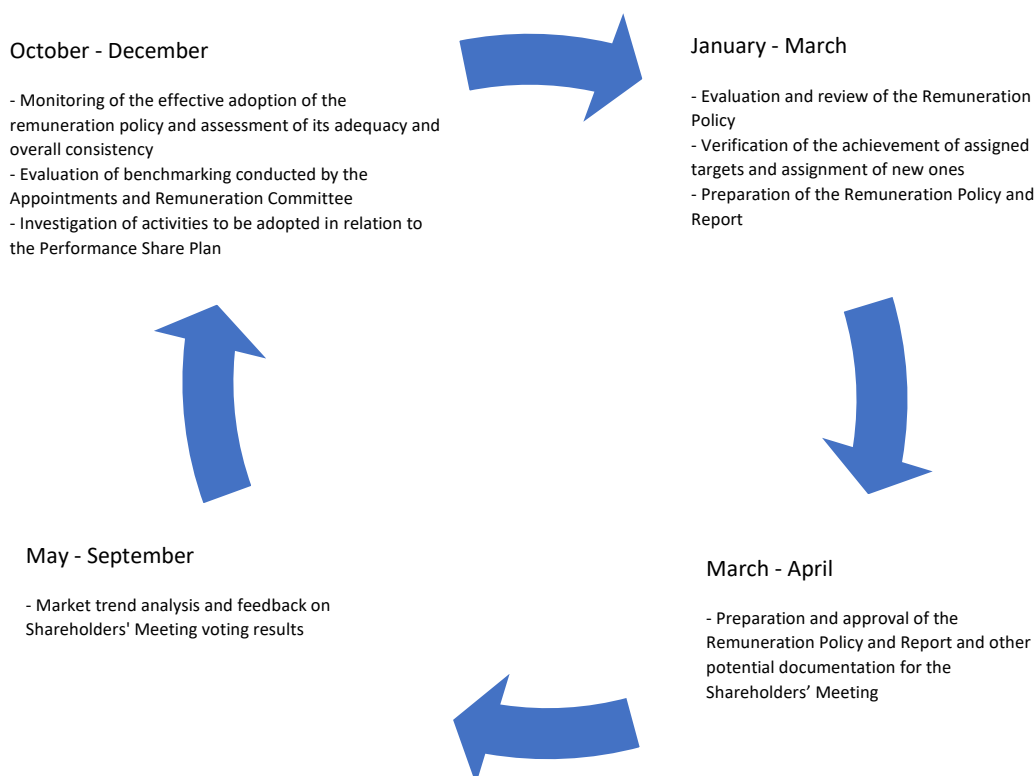 October - December
- Monitoring of the effective adoption of the
remuneration policy and assessment of its adequacy and
overall consistency
- Evaluation of benchmarking conducted by the
Appointments and Remuneration Committee
- Investigation of activities to be adopted in relation to
the Performance Share Plan
January - March
- Evaluation and review of the Remuneration
Policy
- Verification of the achievement of assigned
targets and assignment of new ones
- Preparation of the Remuneration Policy and
Report
May - September
- Market trend analysis and feedback on
Shareholders' Meeting voting results
March - April
- Preparation and approval of the
Remuneration Policy and Report and other
potential documentation for the
Shareholders’ Meeting